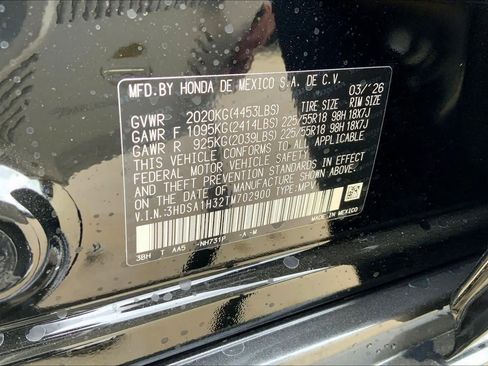 MFD.BY HONDA DE MEXICO S.A. DE C.V. 03/ 26
GVWR 2020KG(4453LBS) TIRE SIZE RIM SIZE
GAWR F 1095KG(2414LBS) 225/55R18 98H 18X7J
GAWR R 925KG(2039LBS) 225/55R18 98H 18X7J
THIS VEHICLE CONFORMS TO ALL APPLICABLE
FEDERAL MOTOR VEHICLE SAFETY, BUMPER,
AND THEFT PREVENTION STANDARDS IN EFFECT
ON THE DATE OF MANUFACTURE SHOWN ABOVE.
V.I.N.:3HDSA1H32TM702900 TYPE:MPV
MADE IN MEXICO
3BH T AA5 -NH731P -A-W